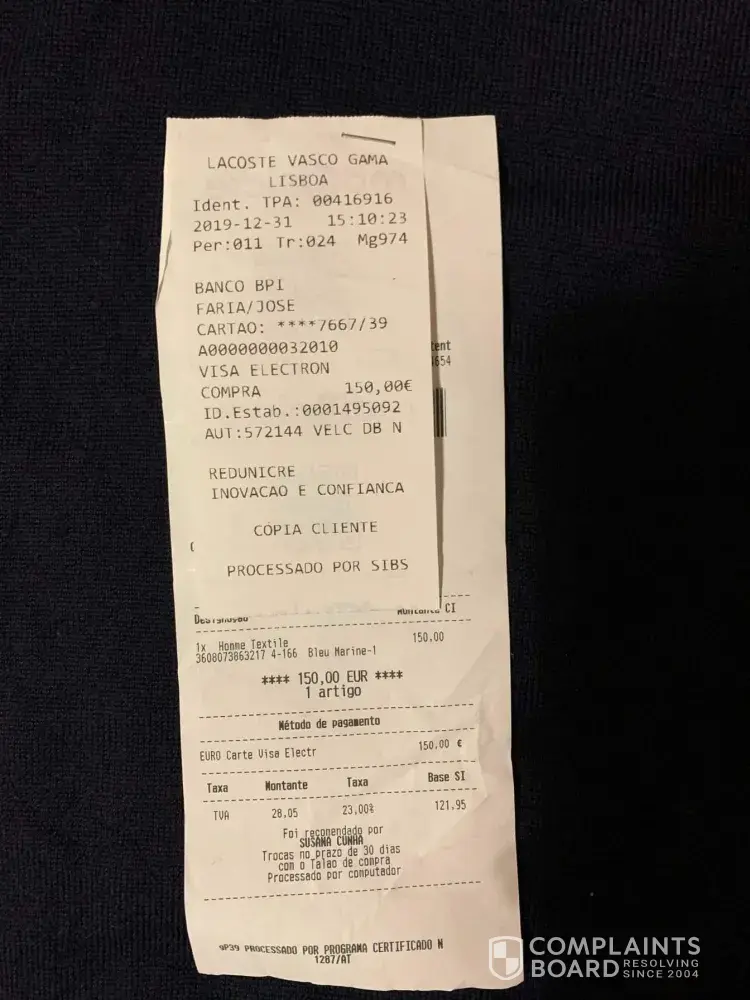 LACOSTE VASCO GAMA
LISBOA
Ident. TPA: 00416916
2019-12-31 15:10:23
Per:011 Tr:024 Mg974
BANCO BPI
FARIA/JOSE
CARTAO: ****7667/39
A0000000032010
VISA ELECTRON
COMPRA 150,00€
ID.Estab.:0001495092
AUT:572144 VELC DB N
REDUNICRE
INOVACAO E CONFIANCA
CÓPIA CLIENTE
PROCESSADO POR SIBS
CI
1x Homme Textile 150,00
3608073863217 4-166 Bleu Marine-1
**** 150,00 EUR ****
1 artigo
Método de pagamento
EURO Carte Visa Electr 150,00 €
Taxa Montante Taxa Base SI
TVA 28,05 23,00% 121,95
Foi recomendado por
SUSANA CUNHA
Trocas no prazo de 30 dias
com o Talao de compra
Processado por computador
9P39 PROCESSADO POR PROGRAMA CERTIFICADO N
1287/AT
COMPLAINTS
BOARD RESOLVING
SINCE 2004